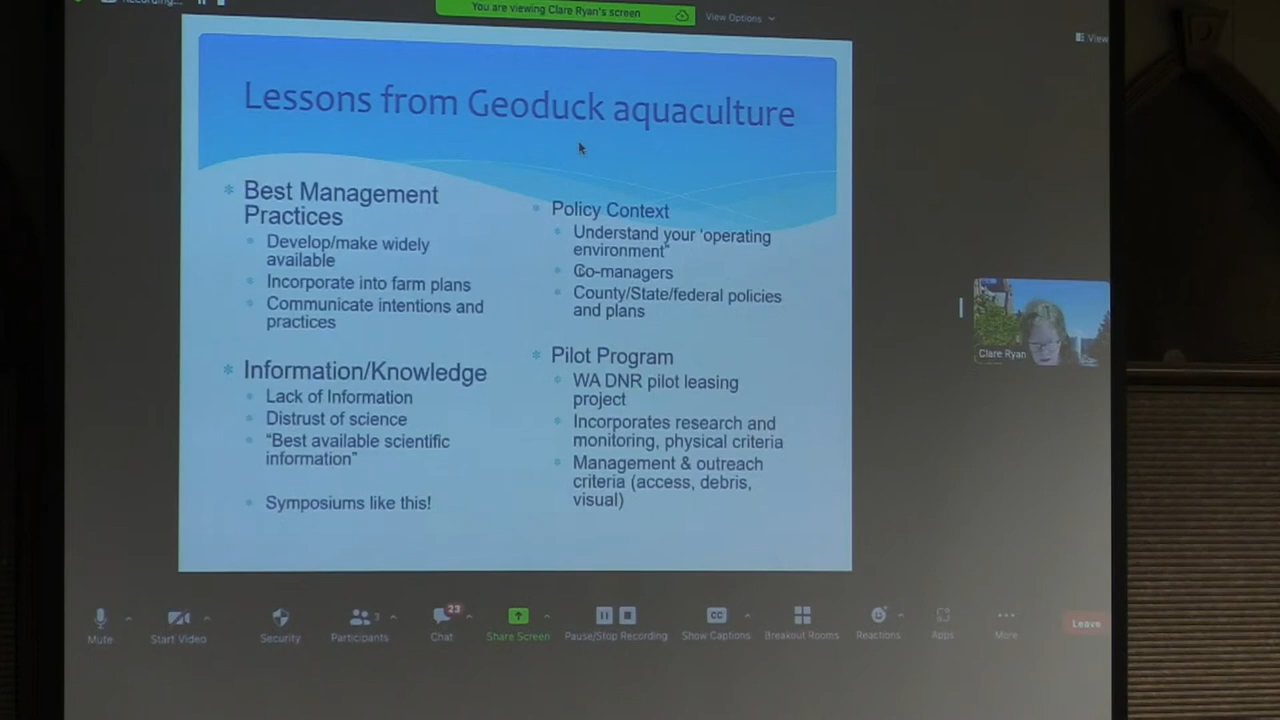 Recording...
You are viewing Clare Ryan's screen
View Options
View
Lessons from Geoduck aquaculture
Best Management
Practices
Develop/make widely
available
Incorporate into farm plans
Communicate intentions and
practices
Information/Knowledge
Lack of Information
Distrust of science
"Best available scientific
information"
Symposiums like this!
Policy Context
Understand your 'operating
environment"
Co-managers
County/State/federal policies
and plans
Pilot Program
WA DNR pilot leasing
project
Incorporates research and
monitoring, physical criteria
Management & outreach
criteria (access, debris,
visual)
Clare Ryan
Mute
Start Video
Security
Participants
23
Chat
Share Screen
Pause/Stop Recording
CC
Show Captions
Breakout Rooms
Reactions
Apps
More
Leave